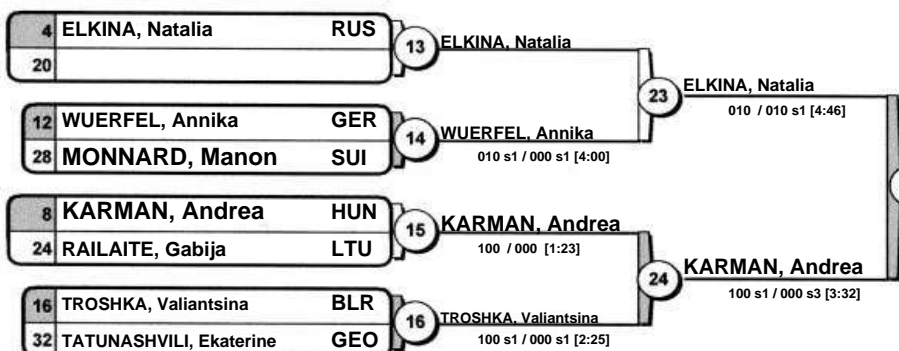 4 ELKINA, Natalia RUS
20
13 ELKINA, Natalia
12 WUERFEL, Annika GER
28 MONNARD, Manon SUI
14 WUERFEL, Annika
010 s1 / 000 s1 [4:00]
23 ELKINA, Natalia
010 / 010 s1 [4:46]
8 KARMAN, Andrea HUN
24 RAILAITE, Gabija LTU
15 KARMAN, Andrea
100 / 000 [1:23]
16 TROSHKA, Valiantsina BLR
32 TATUNASHVILI, Ekaterine GEO
16 TROSHKA, Valiantsina
100 s1 / 000 s1 [2:25]
24 KARMAN, Andrea
100 s1 / 000 s3 [3:32]